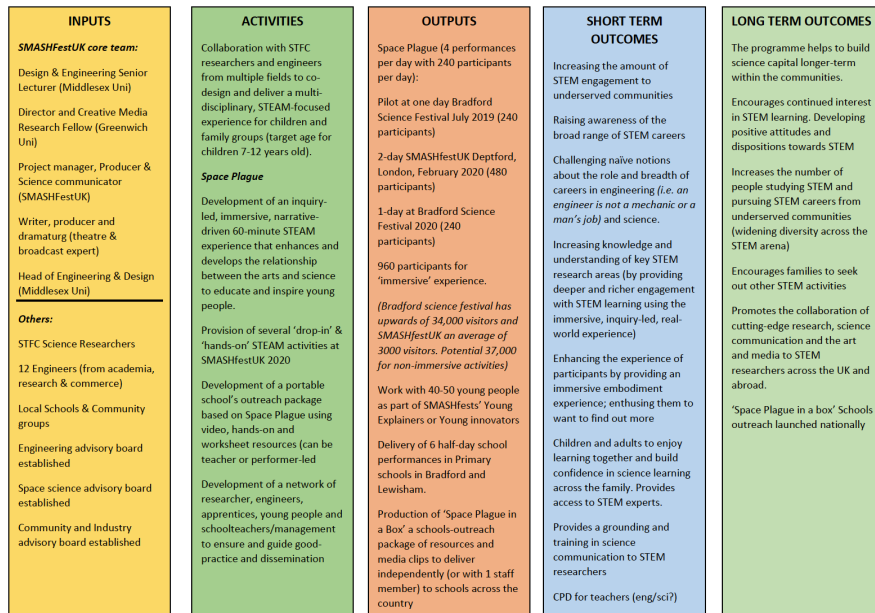 INPUTS
SMASHFestUK core team:
Design & Engineering Senior
Lecturer (Middlesex Uni)
Director and Creative Media
Research Fellow (Greenwich
Uni)
Project manager, Producer &
Science communicator
(SMASHFestUK)
Writer, producer and
dramaturg (theatre &
broadcast expert)
Head of Engineering & Design
(Middlesex Uni)
Others:
STFC Science Researchers
12 Engineers (from academia,
research & commerce)
Local Schools & Community
groups
Engineering advisory board
established
Space science advisory board
established
Community and Industry
advisory board established
ACTIVITIES
Collaboration with STFC
researchers and engineers
from multiple fields to co-
design and deliver a multi-
disciplinary, STEAM-focused
experience for children and
family groups (target age for
children 7-12 years old).
Space Plague
Development of an inquiry-
led, immersive, narrative-
driven 60-minute STEAM
experience that enhances and
develops the relationship
between the arts and science
to educate and inspire young
people.
Provision of several ‘drop-in’ &
‘hands-on’ STEAM activities at
SMASHfestUK 2020
Development of a portable
school’s outreach package
based on Space Plague using
video, hands-on and
worksheet resources (can be
teacher or performer-led
Development of a network of
researcher, engineers,
apprentices, young people and
schoolteachers/management
to ensure and guide good-
practice and dissemination
OUTPUTS
Space Plague (4 performances
per day with 240 participants
per day):
Pilot at one day Bradford
Science Festival July 2019 (240
participants)
2-day SMASHfestUK Deptford,
London, February 2020 (480
participants)
1-day at Bradford Science
Festival 2020 (240
participants)
960 participants for
‘immersive’ experience.
(Bradford science festival has
upwards of 34,000 visitors and
SMASHfestUK an average of
3000 visitors. Potential 37,000
for non-immersive activities)
Work with 40-50 young people
as part of SMASHfests’ Young
Explainers or Young innovators
Delivery of 6 half-day school
performances in Primary
schools in Bradford and
Lewisham.
Production of ‘Space Plague in
a Box’ a schools-outreach
package of resources and
media clips to deliver
independently (or with 1 staff
member) to schools across the
country
SHORT TERM
OUTCOMES
Increasing the amount of
STEM engagement to
underserved communities
Raising awareness of the
broad range of STEM careers
Challenging naïve notions
about the role and breadth of
careers in engineering (i.e. an
engineer is not a mechanic or a
man’s job) and science.
Increasing knowledge and
understanding of key STEM
research areas (by providing
deeper and richer engagement
with STEM learning using the
immersive, inquiry-led, real-
world experience)
Enhancing the experience of
participants by providing an
immersive embodiment
experience; enthusing them to
want to find out more
Children and adults to enjoy
learning together and build
confidence in science learning
across the family. Provides
access to STEM experts.
Provides a grounding and
training in science
communication to STEM
researchers
CPD for teachers (eng/sci?)
LONG TERM OUTCOMES
The programme helps to build
science capital longer-term
within the communities.
Encourages continued interest
in STEM learning. Developing
positive attitudes and
dispositions towards STEM
Increases the number of
people studying STEM and
pursuing STEM careers from
underserved communities
(widening diversity across the
STEM arena)
Encourages families to seek
out other STEM activities
Promotes the collaboration of
cutting-edge research, science
communication and the art
and media to STEM
researchers across the UK and
abroad.
‘Space Plague in a box’ Schools
outreach launched nationally